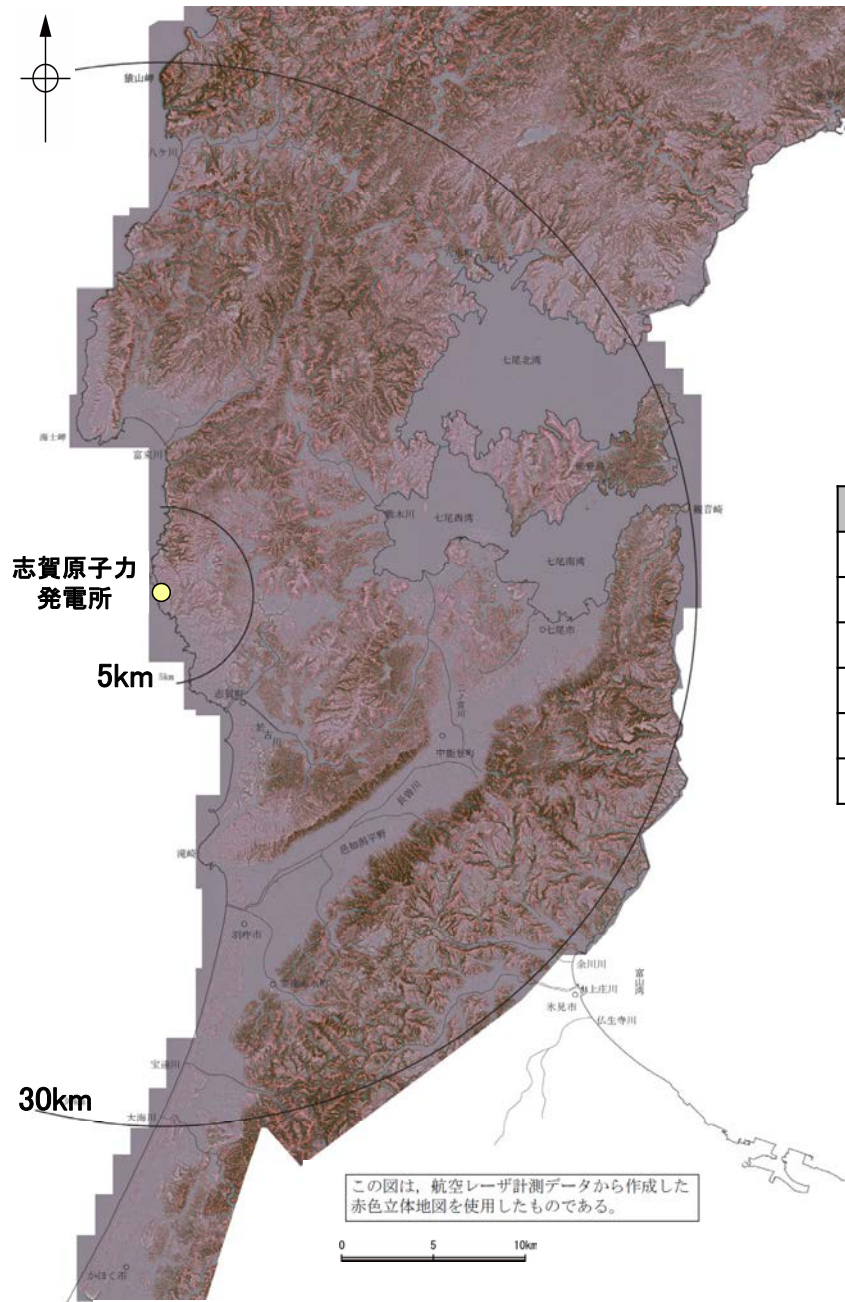 猿山岬
八ケ川
穴水町
七尾北湾
海士岬
富来川
能登島
熊木川
七尾西湾
観音崎
七尾南湾
志賀原子力
発電所
七尾市
5km
5km
志賀町
二ノ宮川
於古川
中能登町
長曽川
邑知潟平野
滝崎
羽咋市
余川川
富山湾
上庄川
氷見市
仏生寺川
宝達川
30km
大海川
この図は，航空レーザ計測データから作成した
赤色立体地図を使用したものである。
0 5 10km
かほく市